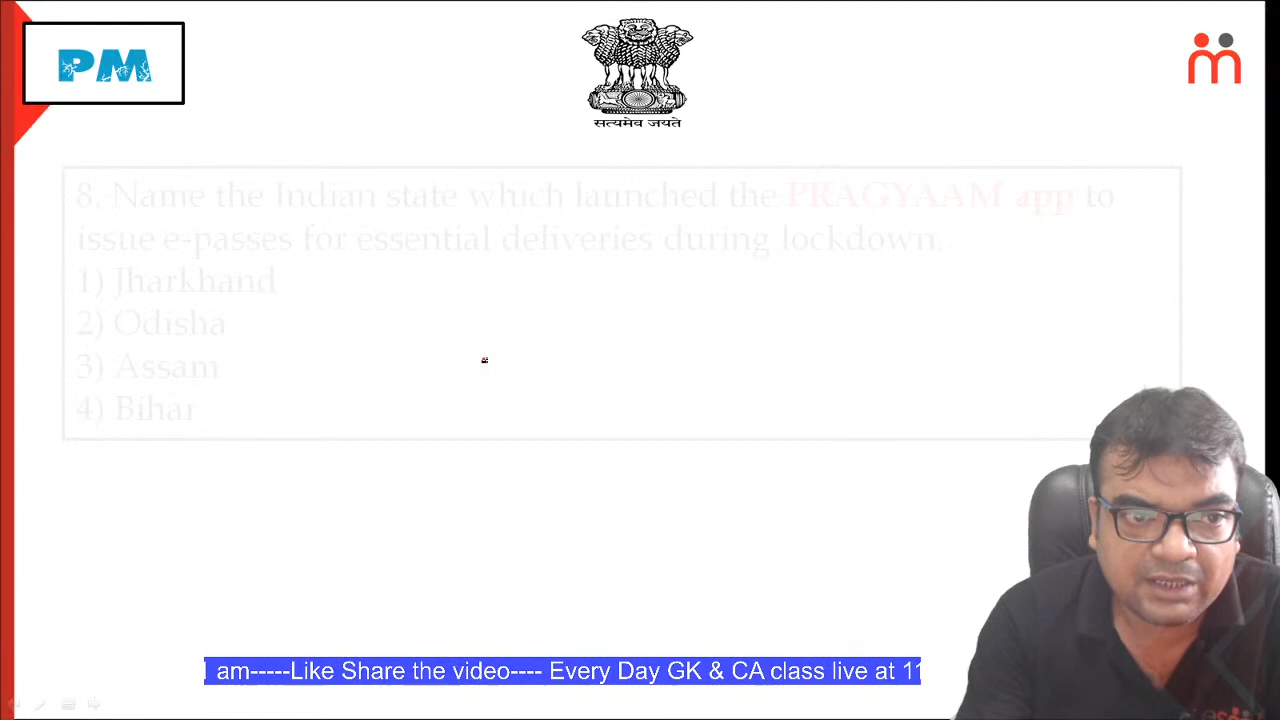 PM
सत्यमेव जयते
8. Name the Indian state which launched the PRAGYAAM app to
issue e-passes for essential deliveries during lockdown.
1) Jharkhand
2) Odisha
3) Assam
4) Bihar
am-----Like Share the video---- Every Day GK & CA class live at 11